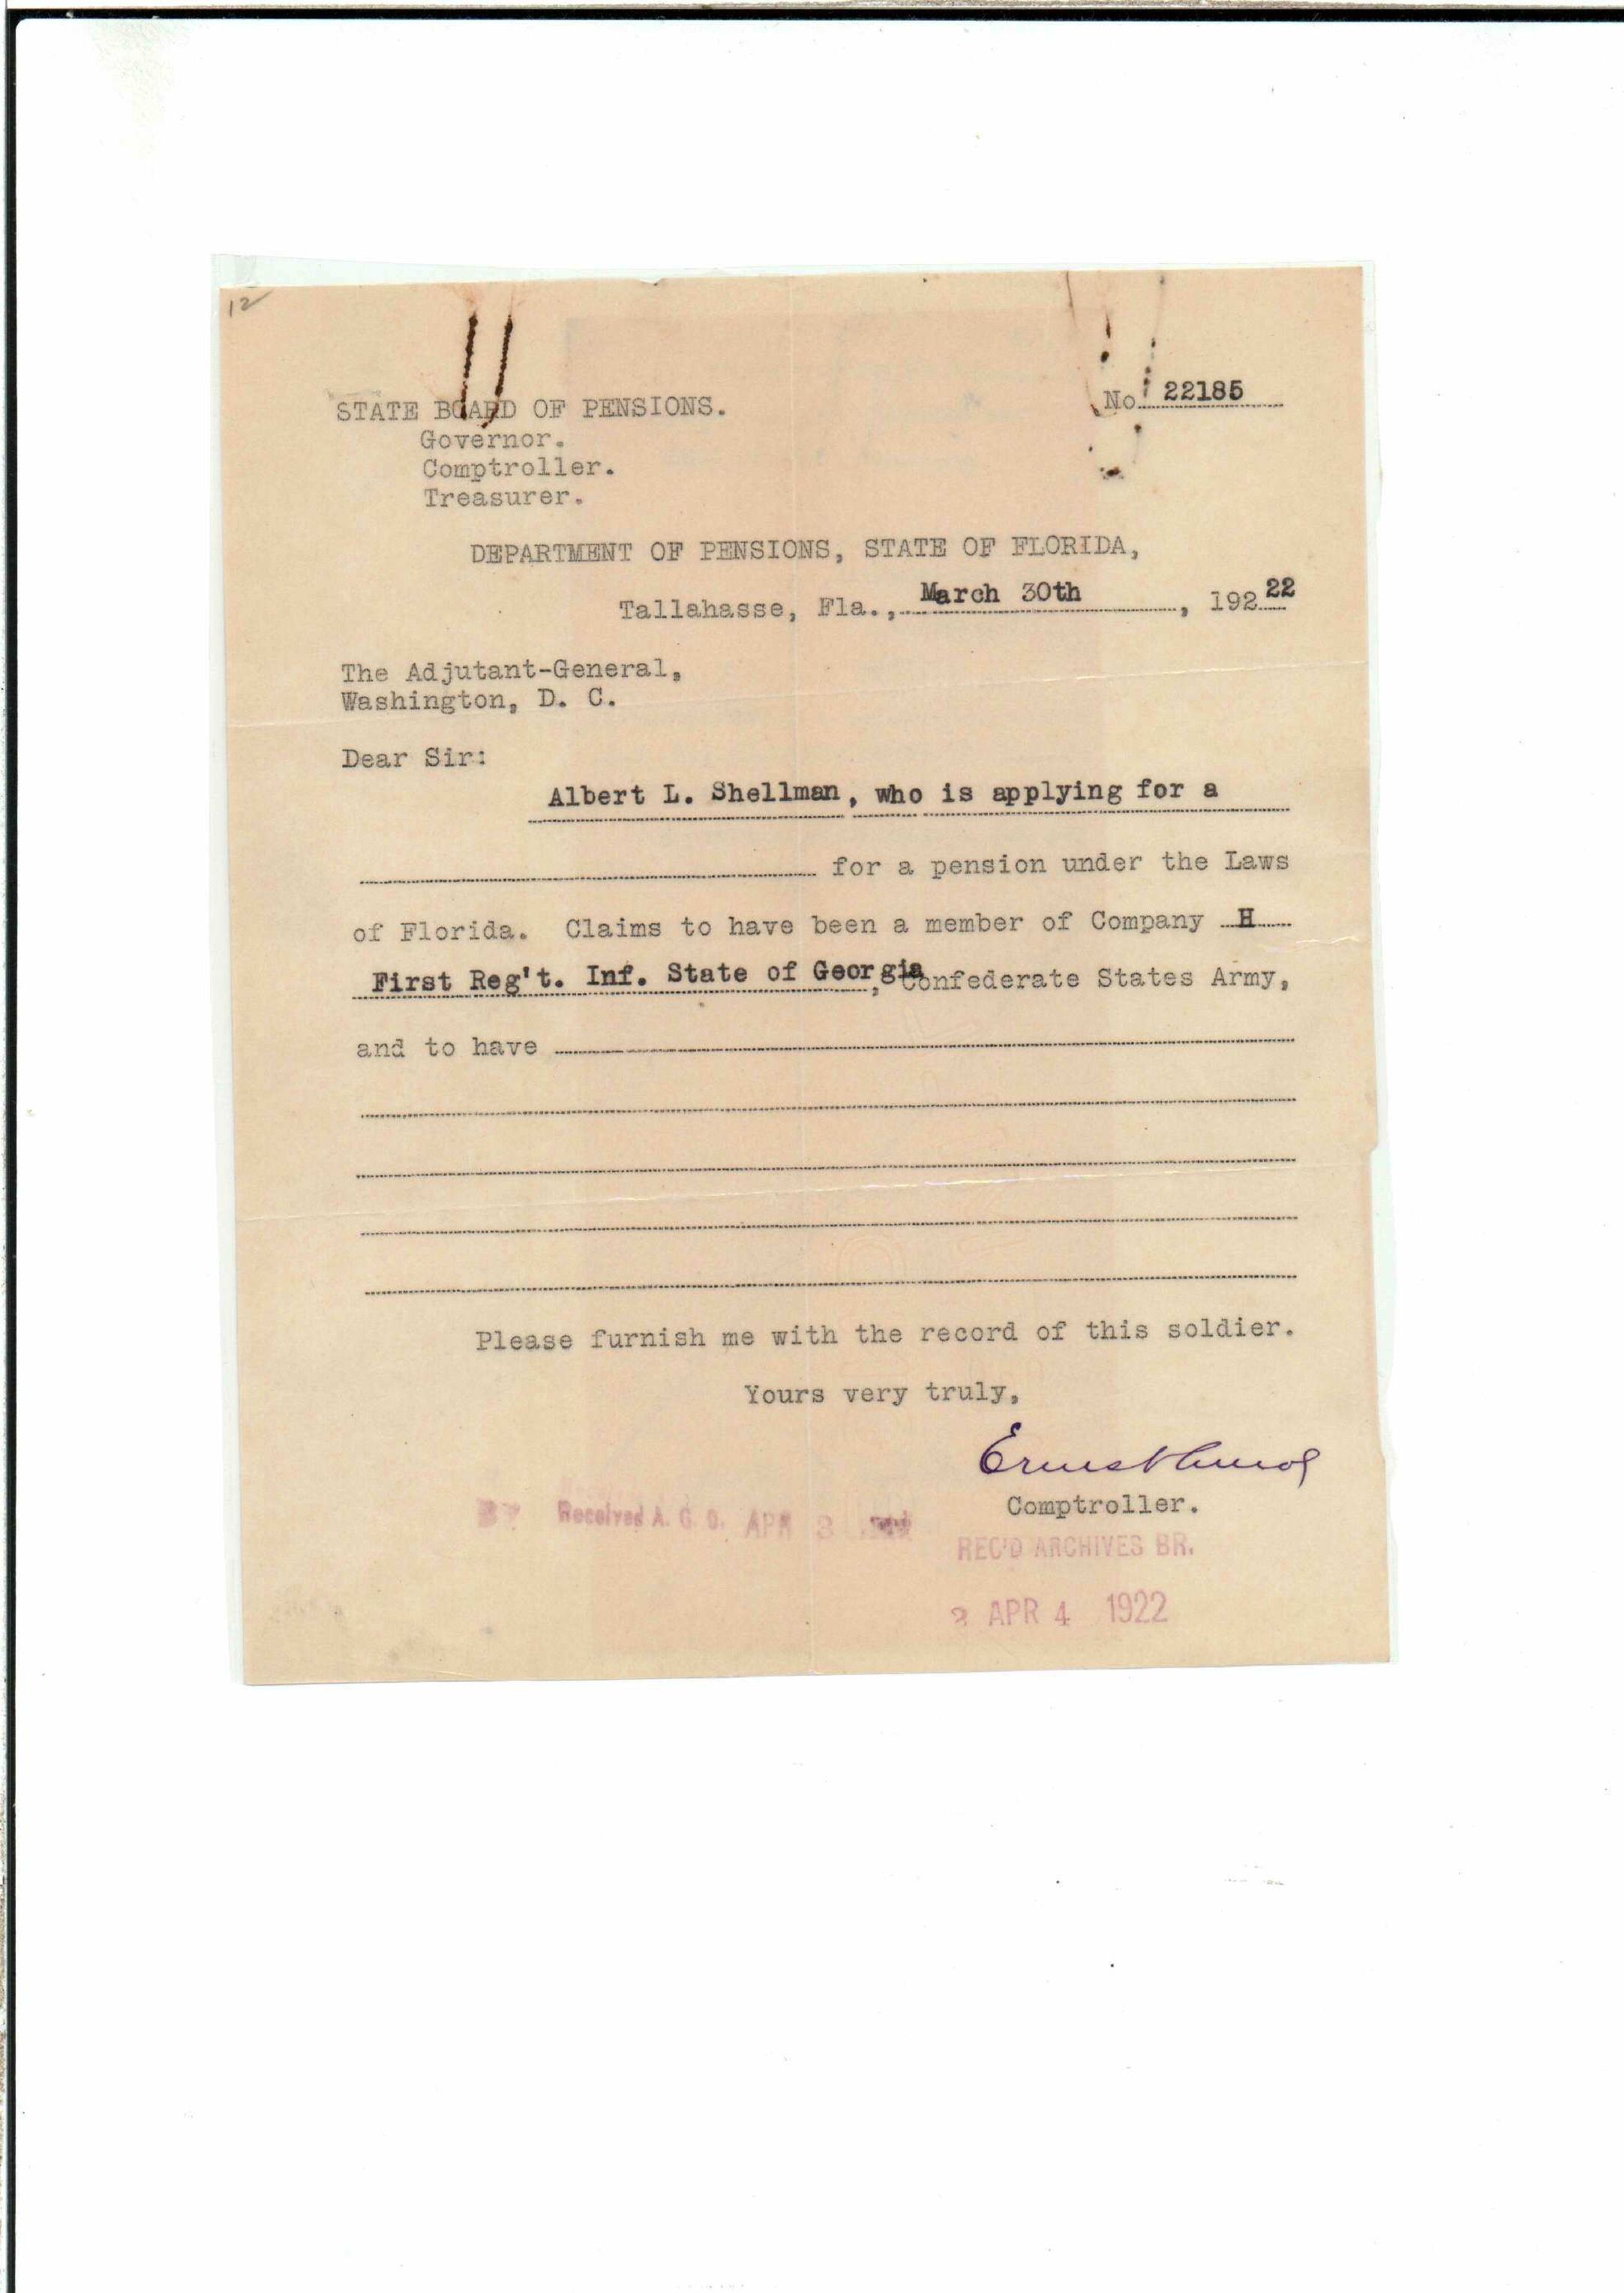 12
STATE BOARD OF PENSIONS.
No. 22185
Governor.
Comptroller.
Treasurer.
DEPARTMENT OF PENSIONS, STATE OF FLORIDA,
Tallahasse, Fla., March 30th, 192 22
The Adjutant-General,
Washington, D. C.
Dear Sir:
Albert L. Shellman, who is applying for a
for a pension under the Laws
of Florida. Claims to have been a member of Company H
First Reg't. Inf. State of Georgia, Confederate States Army,
and to have
Please furnish me with the record of this soldier.
Yours very truly,
Ernest Amos
Comptroller.
Received A. G. O. APR 3
REC'D ARCHIVES BR.
APR 4 1922